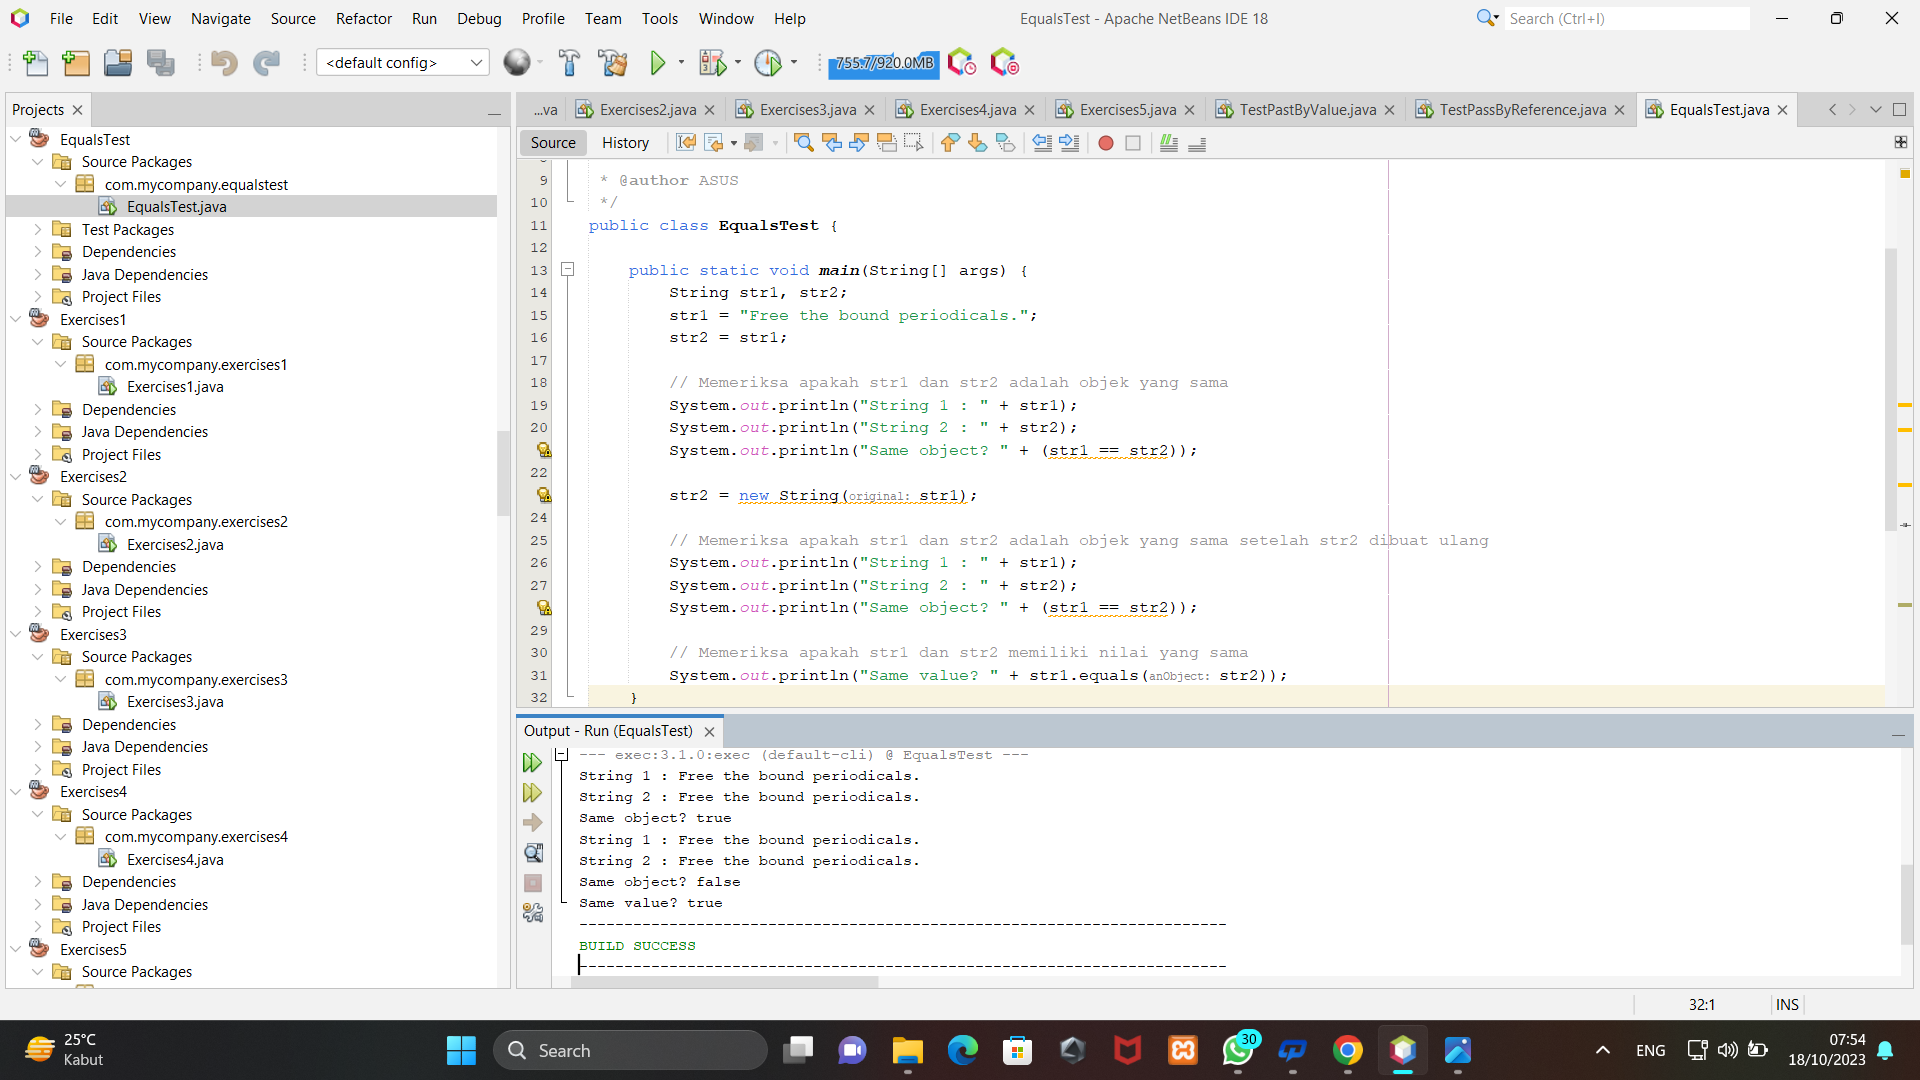 File Edit View Navigate Source Refactor Run Debug Profile Team Tools Window Help
EqualsTest - Apache NetBeans IDE 18
Search (Ctrl+I)
<default config>
755.7/920.0MB
Projects
EqualsTest
Source Packages
com.mycompany.equalstest
EqualsTest.java
Test Packages
Dependencies
Java Dependencies
Project Files
Exercises1
Source Packages
com.mycompany.exercises1
Exercises1.java
Dependencies
Java Dependencies
Project Files
Exercises2
Source Packages
com.mycompany.exercises2
Exercises2.java
Dependencies
Java Dependencies
Project Files
Exercises3
Source Packages
com.mycompany.exercises3
Exercises3.java
Dependencies
Java Dependencies
Project Files
Exercises4
Source Packages
com.mycompany.exercises4
Exercises4.java
Dependencies
Java Dependencies
Project Files
Exercises5
Source Packages
...va Exercises2.java Exercises3.java Exercises4.java Exercises5.java TestPastByValue.java TestPassByReference.java EqualsTest.java
Source History
9 * @author ASUS
10 */
11 public class EqualsTest {
12
13 public static void main(String[] args) {
14 String str1, str2;
15 str1 = "Free the bound periodicals.";
16 str2 = str1;
17
18 // Memeriksa apakah str1 dan str2 adalah objek yang sama
19 System.out.println("String 1 : " + str1);
20 System.out.println("String 2 : " + str2);
System.out.println("Same object? " + (str1 == str2));
22
str2 = new String(original: str1);
24
25 // Memeriksa apakah str1 dan str2 adalah objek yang sama setelah str2 dibuat ulang
26 System.out.println("String 1 : " + str1);
27 System.out.println("String 2 : " + str2);
System.out.println("Same object? " + (str1 == str2));
29
30 // Memeriksa apakah str1 dan str2 memiliki nilai yang sama
31 System.out.println("Same value? " + str1.equals(anObject: str2));
32 }
Output - Run (EqualsTest)
--- exec:3.1.0:exec (default-cli) @ EqualsTest ---
String 1 : Free the bound periodicals.
String 2 : Free the bound periodicals.
Same object? true
String 1 : Free the bound periodicals.
String 2 : Free the bound periodicals.
Same object? false
Same value? true
------------------------------------------------------------------------
BUILD SUCCESS
------------------------------------------------------------------------
32:1 INS
25°C
Kabut
Search
30
ENG
07:54
18/10/2023